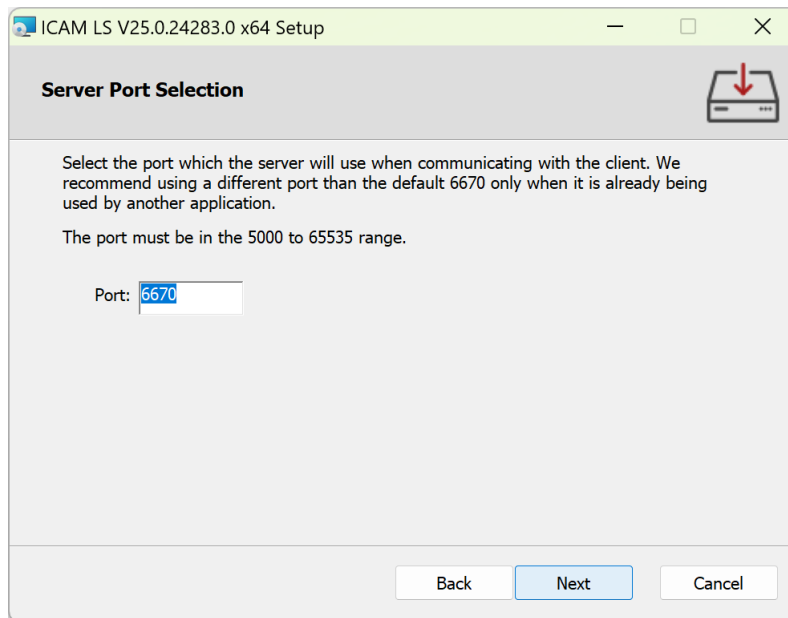 ICAM LS V25.0.24283.0 x64 Setup
Server Port Selection
Select the port which the server will use when communicating with the client. We
recommend using a different port than the default 6670 only when it is already being
used by another application.
The port must be in the 5000 to 65535 range.
Port: 6670
Back Next Cancel